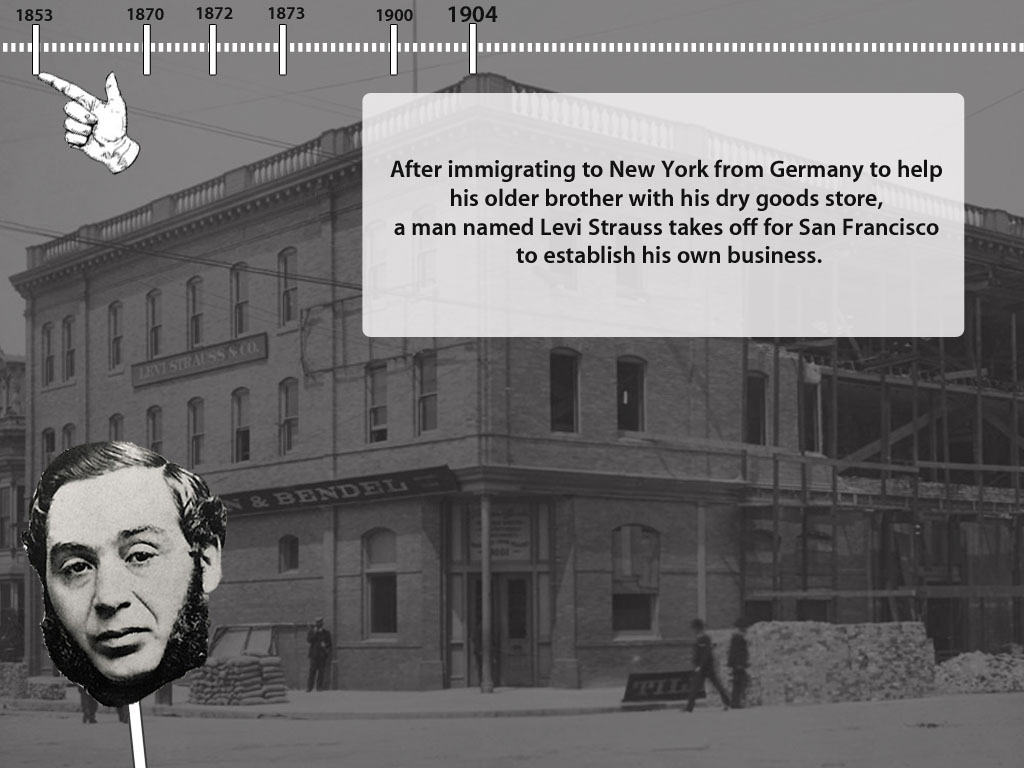 1853 1870 1872 1873 1900 1904
After immigrating to New York from Germany to help
his older brother with his dry goods store,
a man named Levi Strauss takes off for San Francisco
to establish his own business.
LEVI STRAUSS & CO.
N & BENDEL